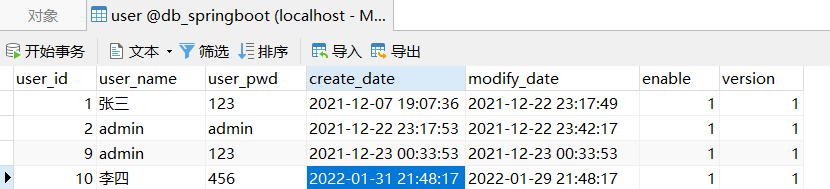 对象 user @db_springboot (localhost - M...
开始事务 文本 筛选 排序 导入 导出
user_id user_name user_pwd create_date modify_date enable version
1 张三 123 2021-12-07 19:07:36 2021-12-22 23:17:49 1 1
2 admin admin 2021-12-22 23:17:53 2021-12-22 23:42:17 1 1
9 admin 123 2021-12-23 00:33:53 2021-12-23 00:33:53 1 1
10 李四 456 2022-01-31 21:48:17 2022-01-29 21:48:17 1 1